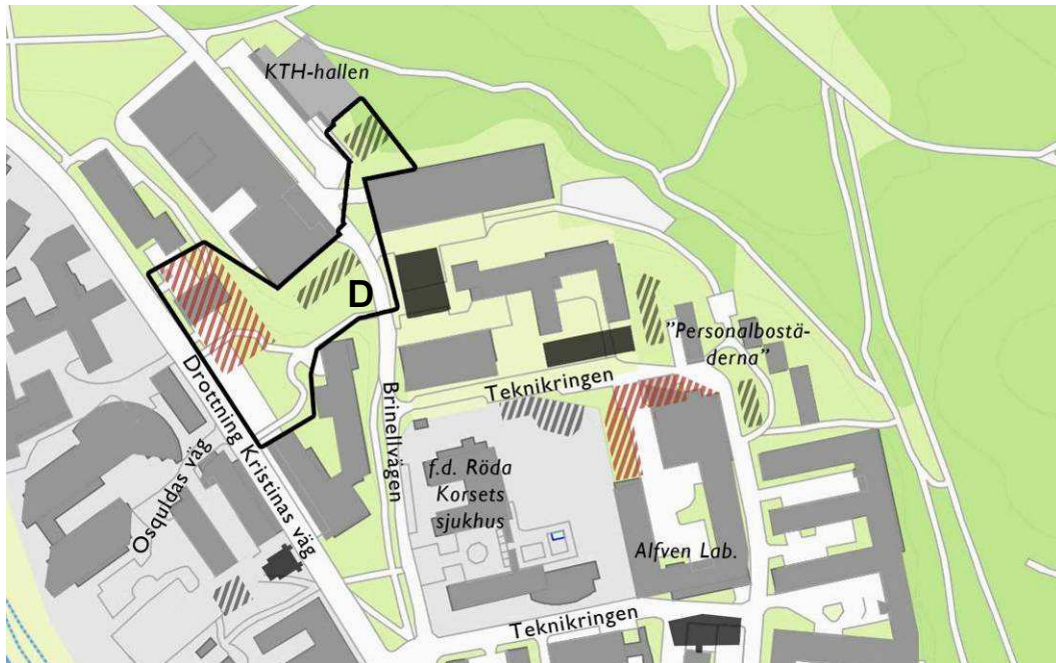 KTH-hallen
D
"Personalbostä-
derna"
Teknikringen
Drottning Kristinas väg
Brinellvägen
Osquldas väg
f.d. Röda
Korsets
sjukhus
Alfven Lab.
Teknikringen